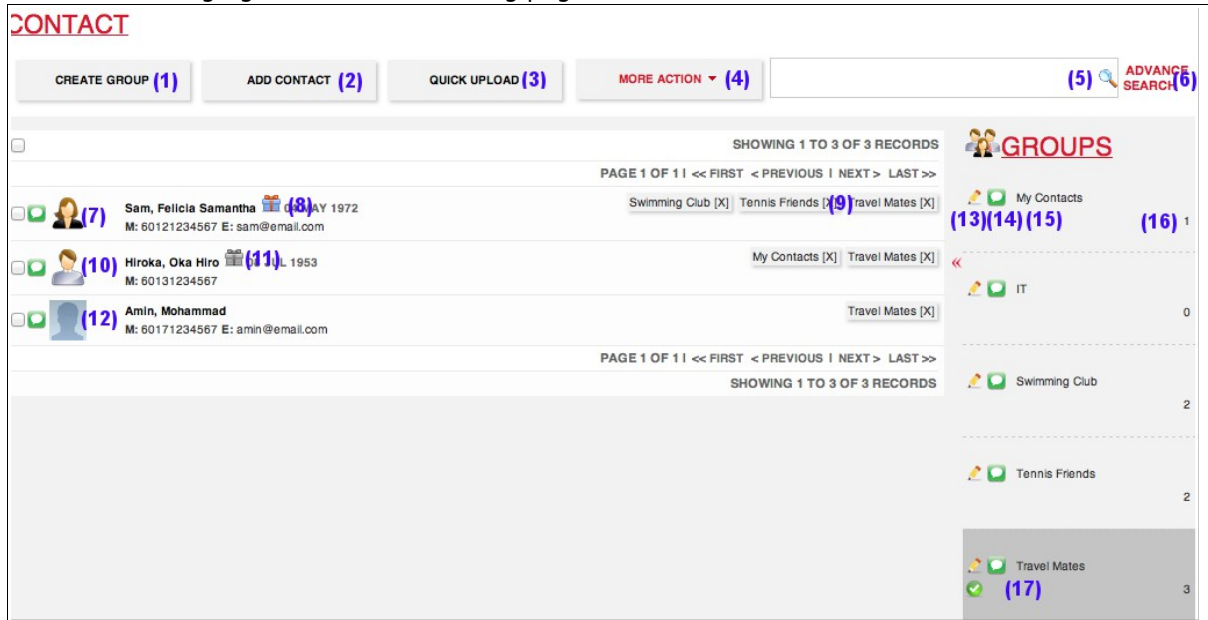 CONTACT
CREATE GROUP (1) ADD CONTACT (2) QUICK UPLOAD (3) MORE ACTION (4) (5) ADVANCE
SEARCH (6)
SHOWING 1 TO 3 OF 3 RECORDS
PAGE 1 OF 1 I << FIRST < PREVIOUS I NEXT > LAST >>
(7) Sam, Felicia Samantha (8) MAY 1972 Swimming Club [X] Tennis Friends [X] (9) Travel Mates [X]
M: 60121234567 E: sam@email.com
(10) Hiroka, Oka Hiro (11) JUL 1953 My Contacts [X] Travel Mates [X]
M: 60131234567
(12) Amin, Mohammad Travel Mates [X]
M: 60171234567 E: amin@email.com
PAGE 1 OF 1 I << FIRST < PREVIOUS I NEXT > LAST >>
SHOWING 1 TO 3 OF 3 RECORDS
GROUPS
My Contacts
(13) (14) (15) (16) 1
«
IT
0
Swimming Club
2
Tennis Friends
2
Travel Mates
(17) 3